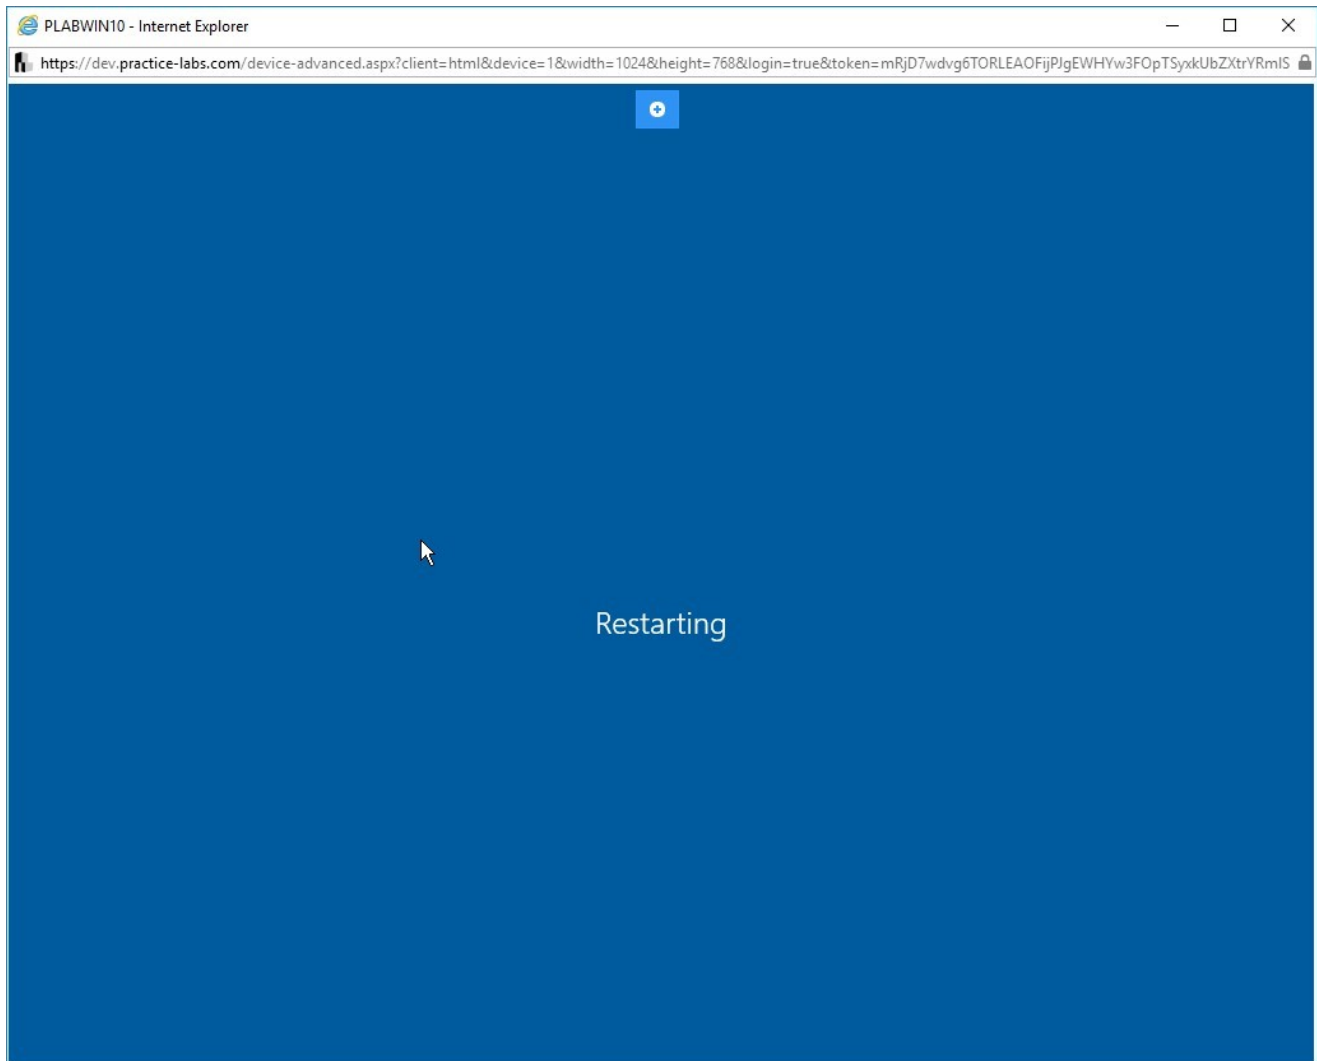 PLABWIN10 - Internet Explorer
https://dev.practice-labs.com/device-advanced.aspx?client=html&device=1&width=1024&height=768&login=true&token=mRjD7wdvg6TORLEAOFijPJgEWHYw3FOpTSyxkUbZXtrYRmIS
Restarting